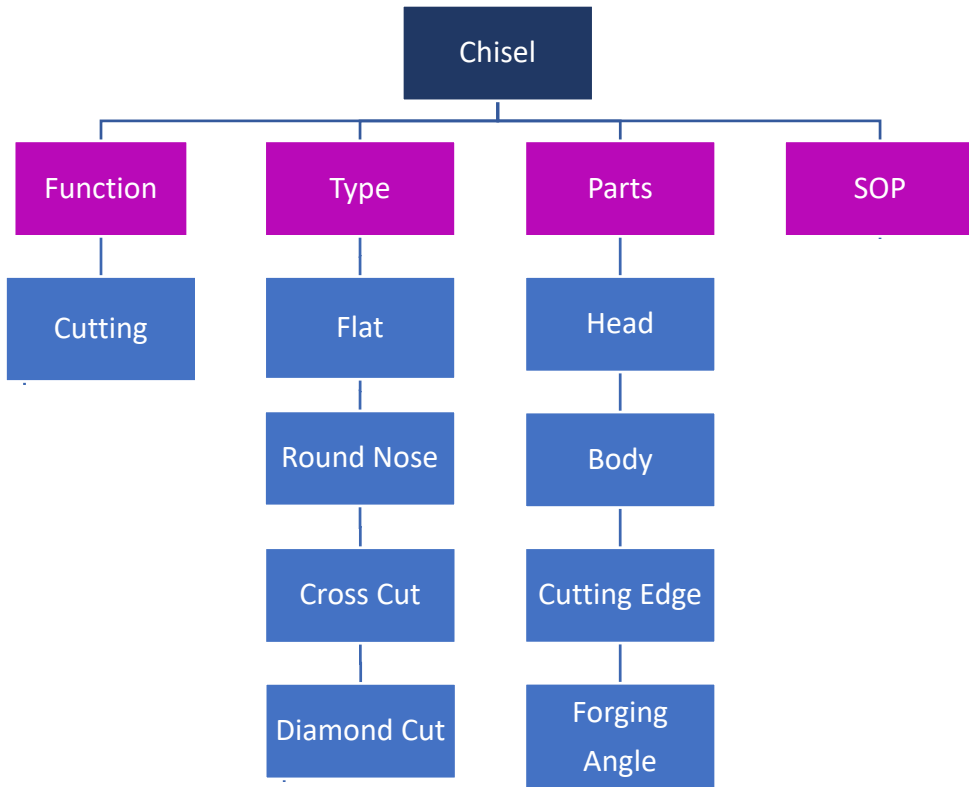 Chisel
Function
Type
Parts
SOP
Cutting
Flat
Head
Round Nose
Body
Cross Cut
Cutting Edge
Diamond Cut
Forging
Angle